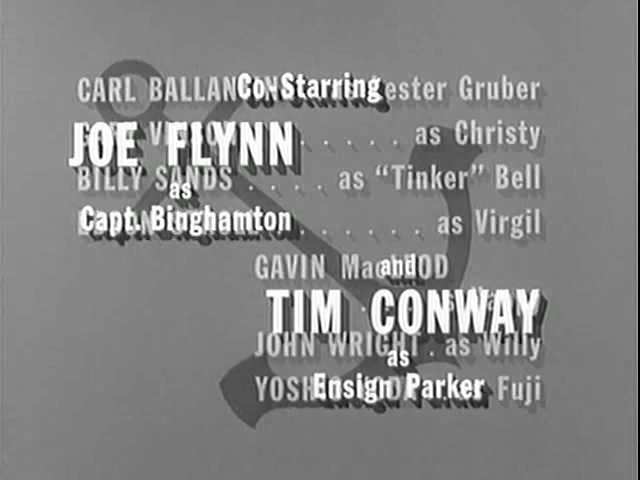 Co-Starring
JOE FLYNN
as
Capt. Binghamton
and
TIM CONWAY
as
Ensign Parker
CARL BALLAN ester Gruber
as Christy
BILLY SANDS . . . . as “Tinker” Bell
. . . . . . as Virgil
GAVIN Mac OD
JOHN WRIGHT . as Willy
YOSH Fuji